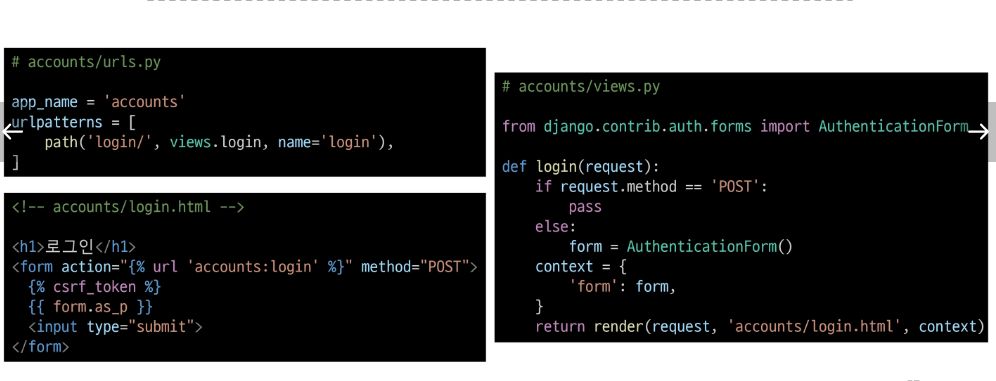 # accounts/urls.py
app_name = 'accounts'
urlpatterns = [
    path('login/', views.login, name='login'),
]
<!-- accounts/login.html -->
<h1>로그인</h1>
<form action="{% url 'accounts:login' %}" method="POST">
  {% csrf_token %}
  {{ form.as_p }}
  <input type="submit">
</form>
# accounts/views.py
from django.contrib.auth.forms import AuthenticationForm
def login(request):
    if request.method == 'POST':
        pass
    else:
        form = AuthenticationForm()
    context = {
        'form': form,
    }
    return render(request, 'accounts/login.html', context)